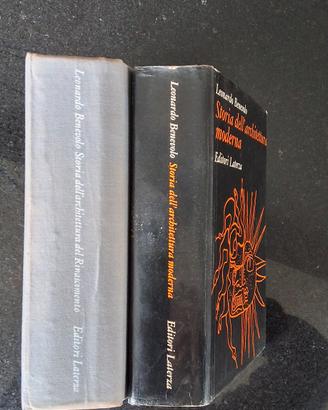 Leonardo Benevolo Storia dell'architettura del Rinascimento Editori Laterza
Leonardo Benevolo Storia dell'architettura moderna Editori Laterza
Leonardo Benevolo
Storia dell'architettura
moderna
Editori Laterza